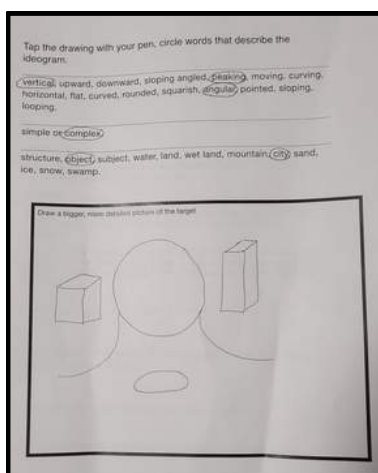 Tap the drawing with your pen, circle words that describe the
ideogram.
vertical, upward, downward, sloping angled, peaking, moving, curving,
horizontal, flat, curved, rounded, squarish, angular, pointed, sloping,
looping.
simple or complex
structure, object, subject, water, land, wet land, mountain, city, sand,
ice, snow, swamp.
Draw a bigger, more detailed picture of the target